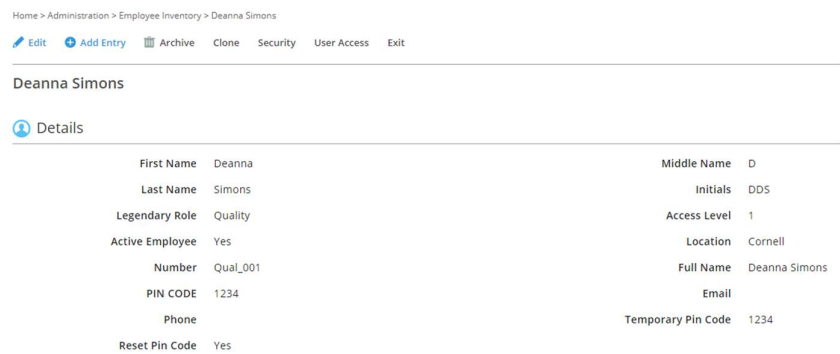 Home > Administration > Employee Inventory > Deanna Simons
Edit Add Entry Archive Clone Security User Access Exit
Deanna Simons
Details
First Name Deanna Middle Name D
Last Name Simons Initials DDS
Legendary Role Quality Access Level 1
Active Employee Yes Location Cornell
Number Qual_001 Full Name Deanna Simons
PIN CODE 1234 Email
Phone Temporary Pin Code 1234
Reset Pin Code Yes